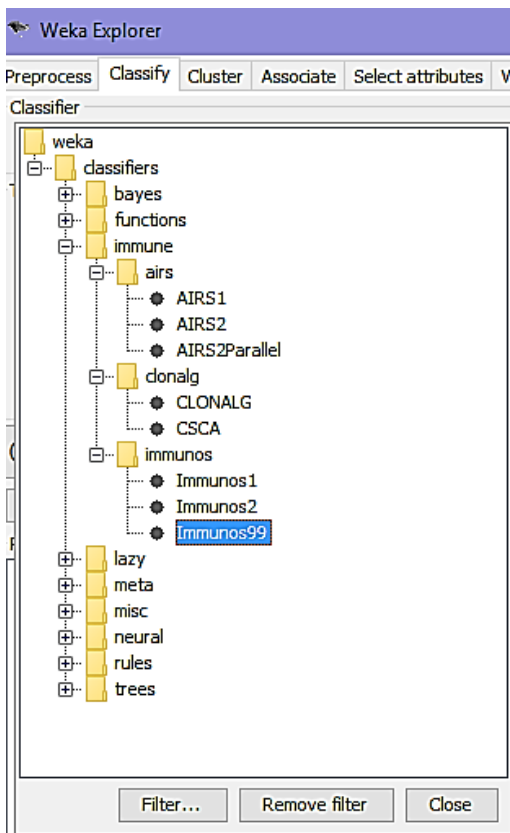 Weka Explorer
Preprocess Classify Cluster Associate Select attributes
Classifier
weka
classifiers
bayes
functions
immune
airs
AIRS1
AIRS2
AIRS2Parallel
clonalg
CLONALG
CSCA
immunos
Immunos1
Immunos2
Immunos99
lazy
meta
misc
neural
rules
trees
Filter... Remove filter Close